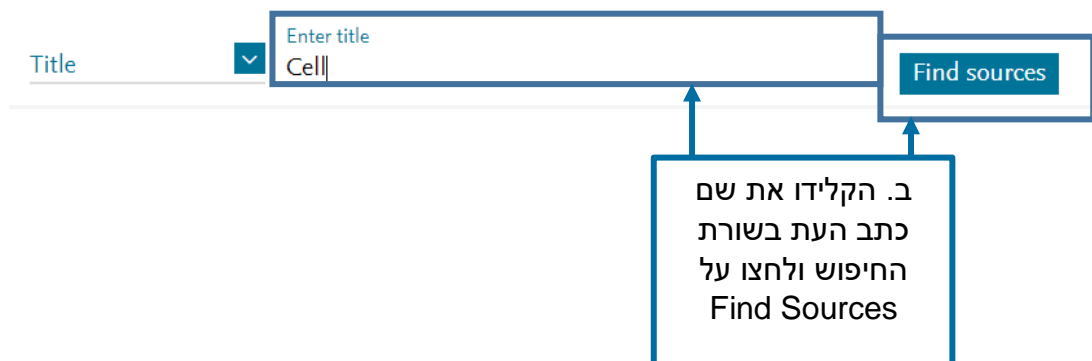 Title
Enter title
Cell
Find sources
ב. הקלידו את שם
כתב העת בשורת
החיפוש ולחצו על
Find Sources